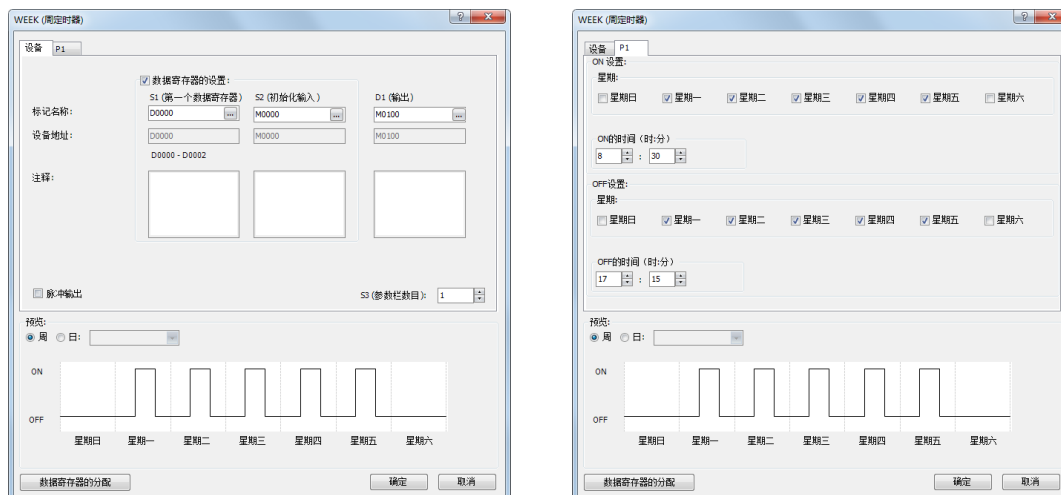 WEEK (周定时器)
设备 P1
数据寄存器的设置:
S1 (第一个数据寄存器) S2 (初始化输入) D1 (输出)
标记名称: D0000 ... M0000 ... M0100 ...
设备地址: D0000 M0000 M0100
D0000 - D0002
注释:
脉冲输出 S3 (参数栏数目): 1
预览:
周 日:
ON
OFF
星期日 星期一 星期二 星期三 星期四 星期五 星期六
数据寄存器的分配 确定 取消
WEEK (周定时器)
设备 P1
ON 设置:
星期:
星期日 星期一 星期二 星期三 星期四 星期五 星期六
ON的时间 (时:分)
8 : 30
OFF设置:
星期:
星期日 星期一 星期二 星期三 星期四 星期五 星期六
OFF的时间 (时:分)
17 : 15
预览:
周 日:
ON
OFF
星期日 星期一 星期二 星期三 星期四 星期五 星期六
数据寄存器的分配 确定 取消